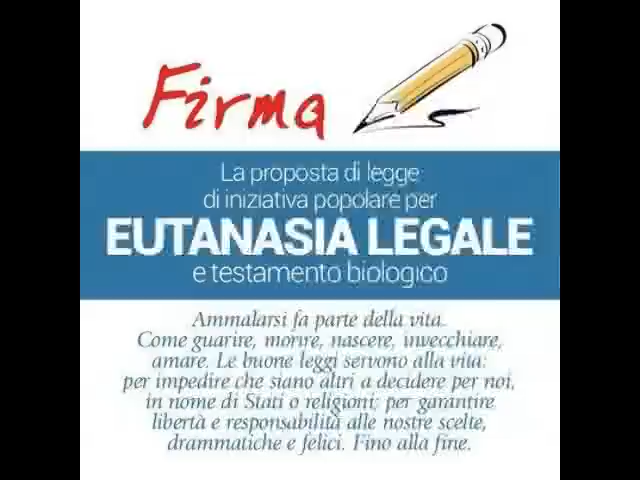 Firma
La proposta di legge
di iniziativa popolare per
EUTANASIA LEGALE
e testamento biologico
Ammalarsi fa parte della vita.
Come guarire, morire, nascere, invecchiare,
amare. Le buone leggi servono alla vita:
per impedire che siano altri a decidere per noi,
in nome di Stati o religioni; per garantire
libertà e responsabilità alle nostre scelte,
drammatiche e felici. Fino alla fine.